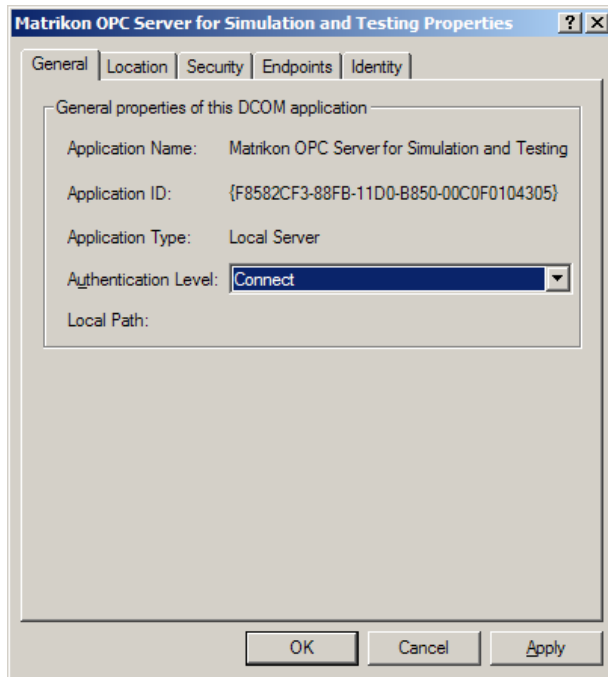 Matrikon OPC Server for Simulation and Testing Properties ? X
General Location Security Endpoints Identity
General properties of this DCOM application
Application Name: Matrikon OPC Server for Simulation and Testing
Application ID: {F8582CF3-88FB-11D0-B850-00C0F0104305}
Application Type: Local Server
Authentication Level: Connect
Local Path:
OK Cancel Apply